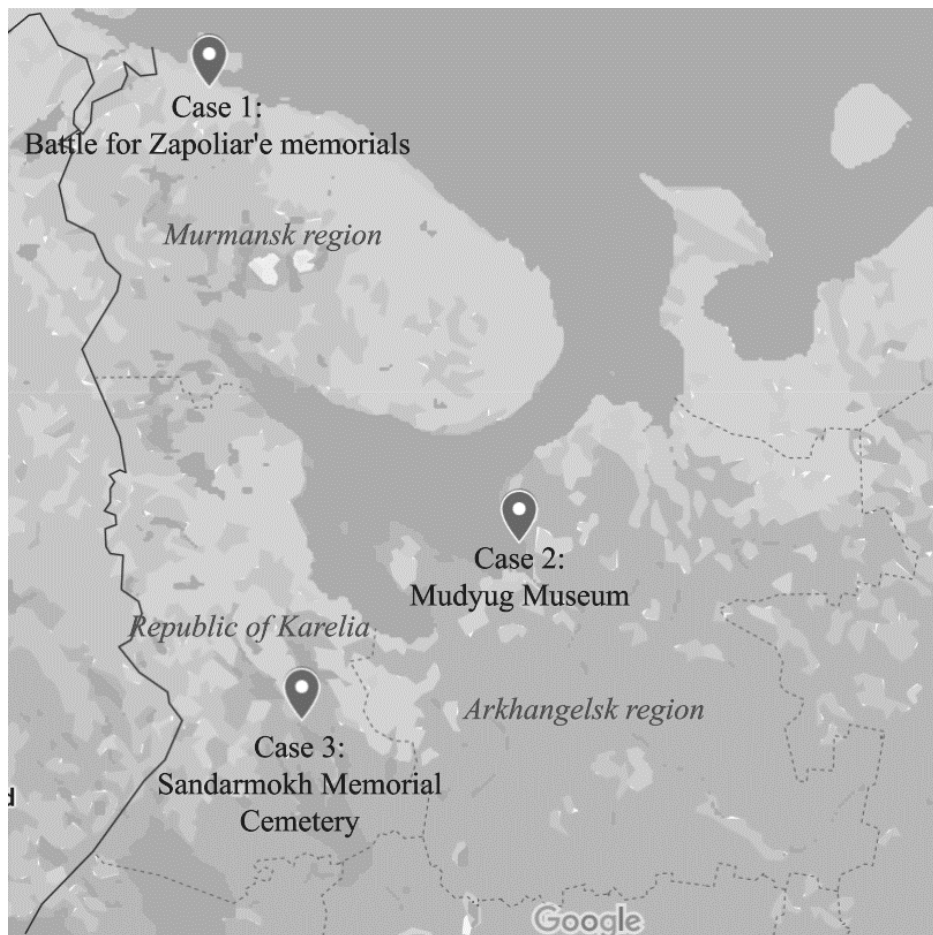 Case 1:
Battle for Zapoliar'e memorials
Murmansk region
Case 2:
Mudyug Museum
Republic of Karelia
Arkhangelsk region
Case 3:
Sandarmokh Memorial
Cemetery
d
Google